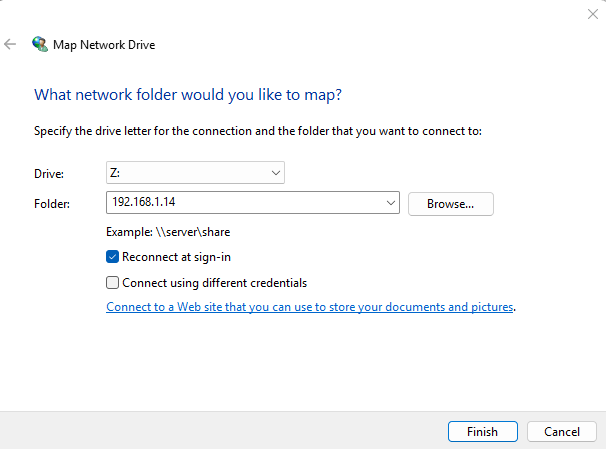 Map Network Drive
What network folder would you like to map?
Specify the drive letter for the connection and the folder that you want to connect to:
Drive: Z:
Folder: 192.168.1.14 Browse...
Example: \\server\share
Reconnect at sign-in
Connect using different credentials
Connect to a Web site that you can use to store your documents and pictures.
Finish Cancel